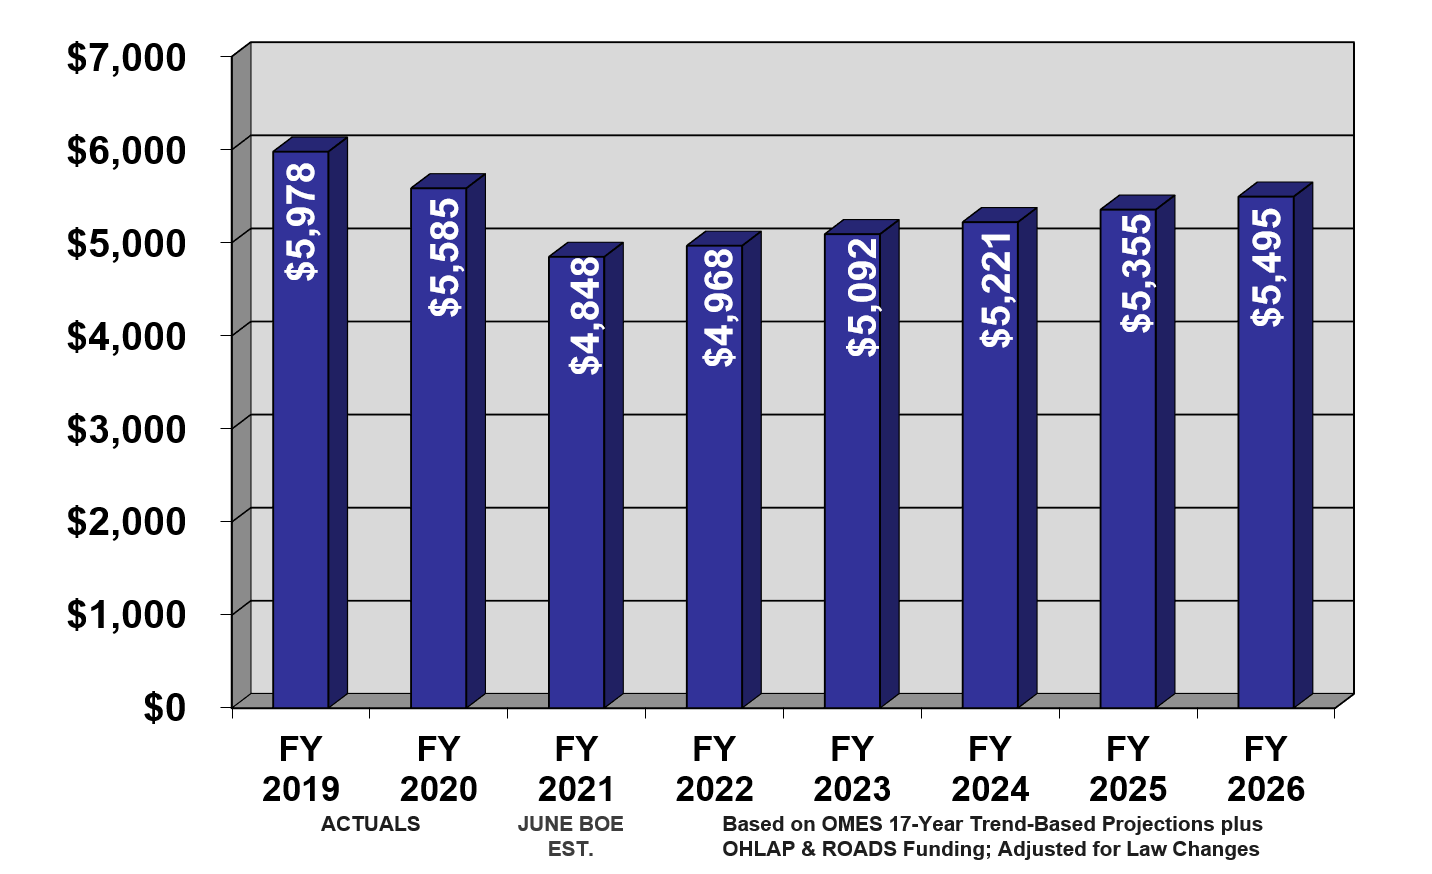 $7,000
$6,000
$5,000
$4,000
$3,000
$2,000
$1,000
$0
$5,978
$5,585
$4,848
$4,968
$5,092
$5,221
$5,355
$5,495
FY 2019
FY 2020
FY 2021
FY 2022
FY 2023
FY 2024
FY 2025
FY 2026
ACTUALS
JUNE BOE
EST.
Based on OMES 17-Year Trend-Based Projections plus
OHLAP & ROADS Funding; Adjusted for Law Changes